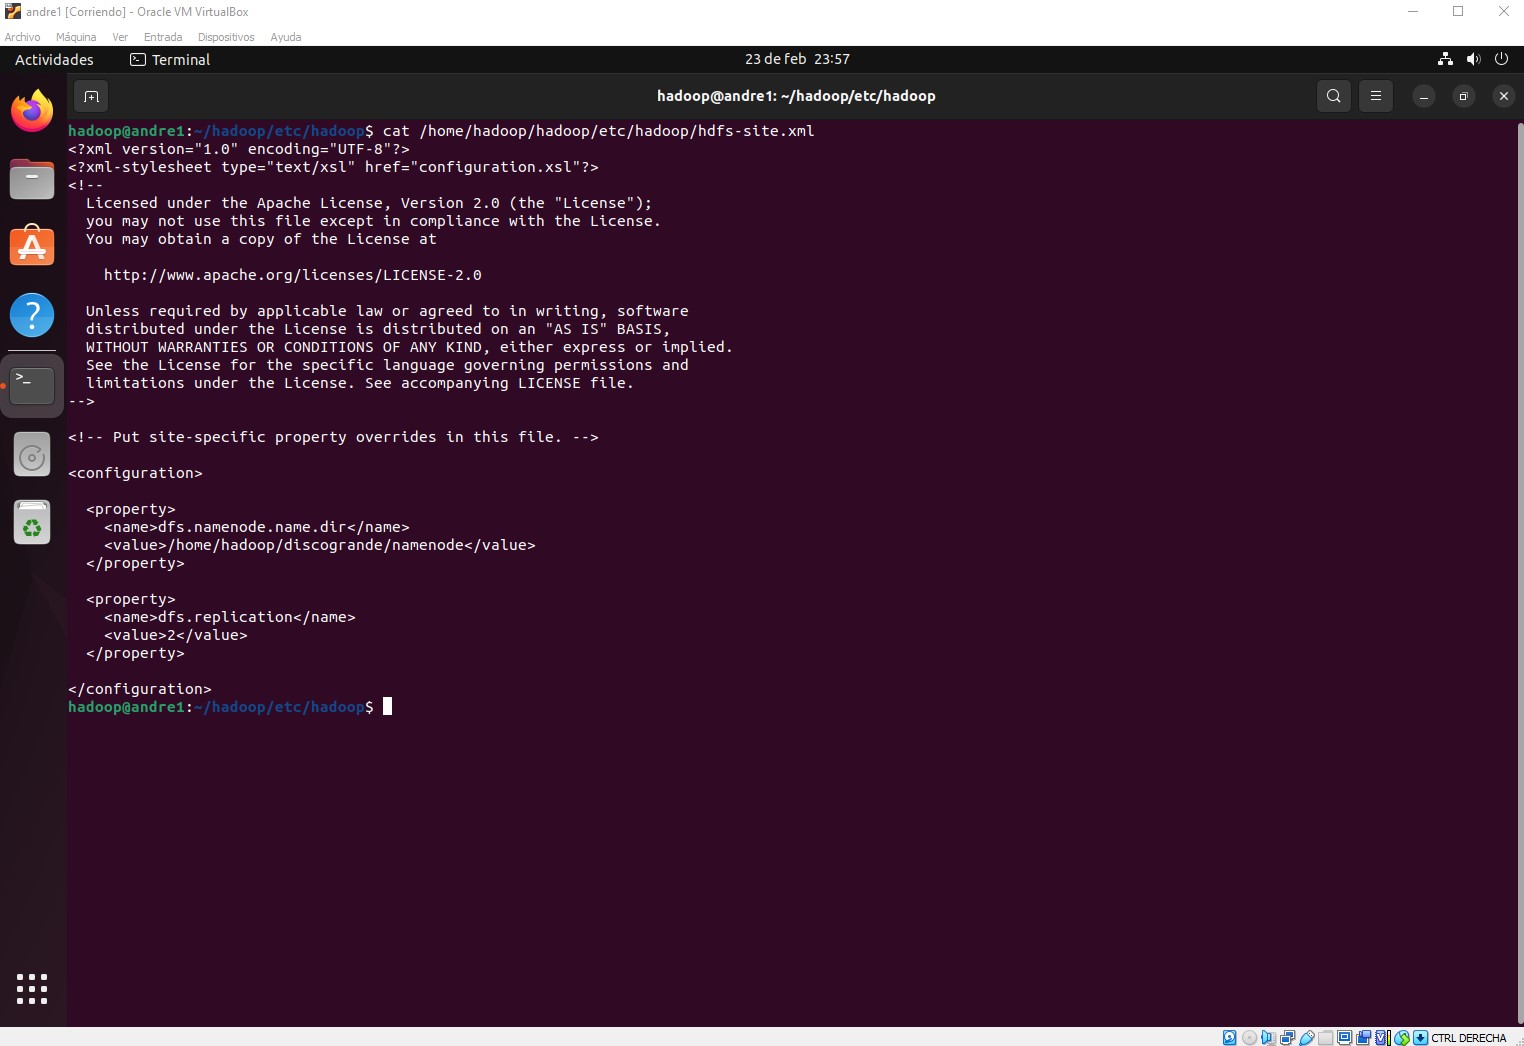 andre1 [Corriendo] - Oracle VM VirtualBox
Archivo Máquina Ver Entrada Dispositivos Ayuda
Actividades Terminal 23 de feb 23:57
hadoop@andre1: ~/hadoop/etc/hadoop
hadoop@andre1:~/hadoop/etc/hadoop$ cat /home/hadoop/hadoop/etc/hadoop/hdfs-site.xml
<?xml version="1.0" encoding="UTF-8"?>
<?xml-stylesheet type="text/xsl" href="configuration.xsl"?>
<!--
  Licensed under the Apache License, Version 2.0 (the "License");
  you may not use this file except in compliance with the License.
  You may obtain a copy of the License at

    http://www.apache.org/licenses/LICENSE-2.0

  Unless required by applicable law or agreed to in writing, software
  distributed under the License is distributed on an "AS IS" BASIS,
  WITHOUT WARRANTIES OR CONDITIONS OF ANY KIND, either express or implied.
  See the License for the specific language governing permissions and
  limitations under the License. See accompanying LICENSE file.
-->

<!-- Put site-specific property overrides in this file. -->

<configuration>

  <property>
    <name>dfs.namenode.name.dir</name>
    <value>/home/hadoop/discogrande/namenode</value>
  </property>

  <property>
    <name>dfs.replication</name>
    <value>2</value>
  </property>

</configuration>
hadoop@andre1:~/hadoop/etc/hadoop$
CTRL DERECHA